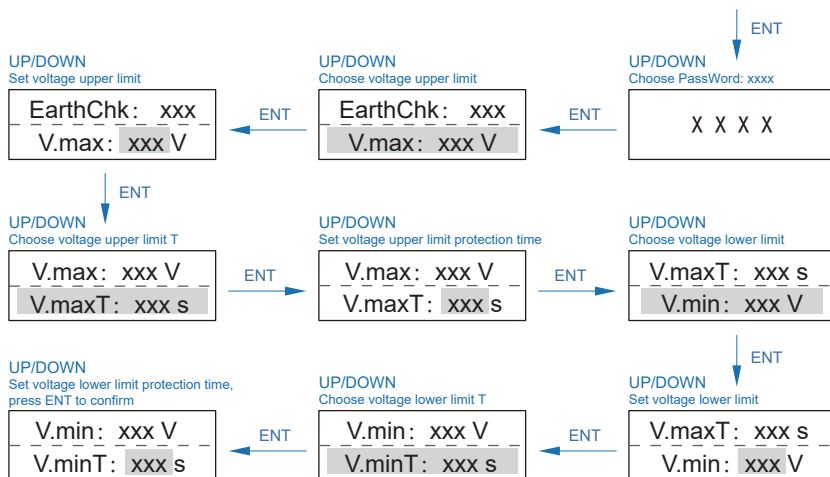 ENT
UP/DOWN
Set voltage upper limit
EarthChk: xxx
V.max: xxx V
ENT
UP/DOWN
Choose voltage upper limit
EarthChk: xxx
V.max: xxx V
ENT
UP/DOWN
Choose PassWord: xxxx
X X X X
ENT
UP/DOWN
Choose voltage upper limit T
V.max: xxx V
V.maxT: xxx s
ENT
UP/DOWN
Set voltage upper limit protection time
V.max: xxx V
V.maxT: xxx s
ENT
UP/DOWN
Choose voltage lower limit
V.maxT: xxx s
V.min: xxx V
ENT
UP/DOWN
Set voltage lower limit protection time,
press ENT to confirm
V.min: xxx V
V.minT: xxx s
ENT
UP/DOWN
Choose voltage lower limit T
V.min: xxx V
V.minT: xxx s
ENT
UP/DOWN
Set voltage lower limit
V.maxT: xxx s
V.min: xxx V